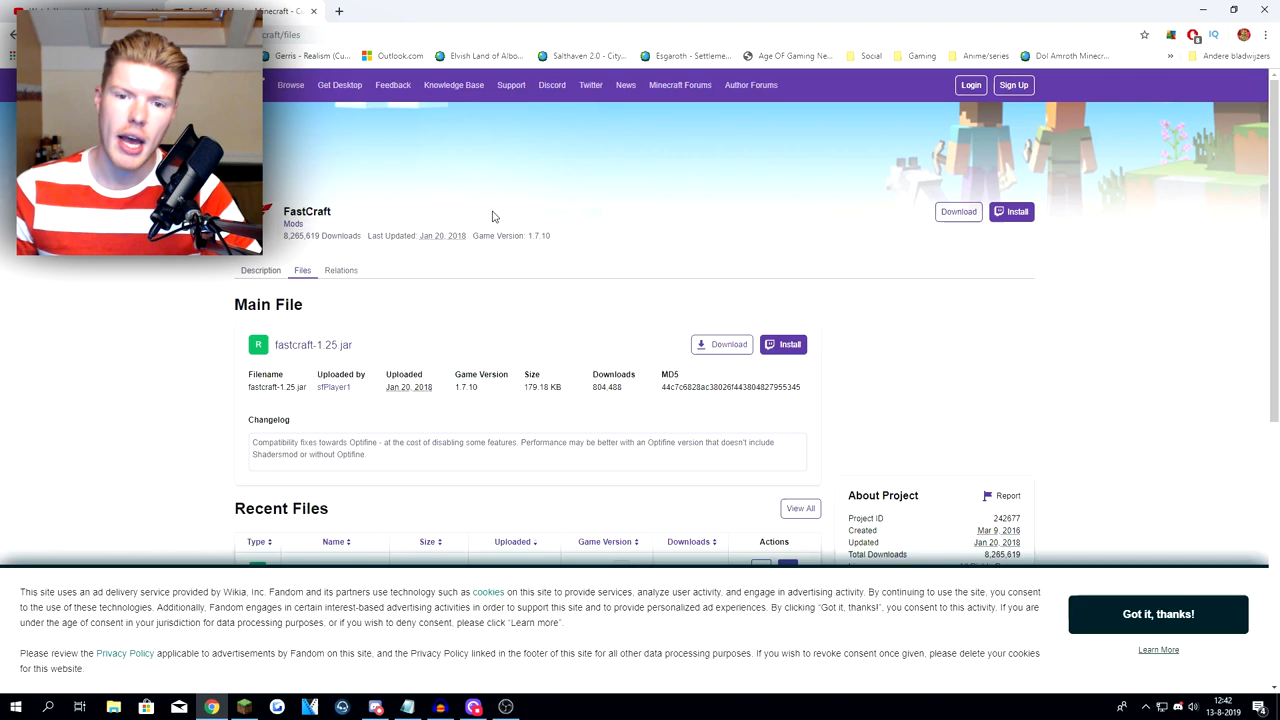 Minecraft - Cu
craft/files
Gerris - Realism (Cu...
Outlook.com
Elvish Land of Albo...
Salthaven 2.0 - City...
Esgaroth - Settleme...
Age OF Gaming Ne...
Social
Gaming
Anime/series
Dol Amroth Minecr...
»
Andere bladwijzers
Browse
Get Desktop
Feedback
Knowledge Base
Support
Discord
Twitter
News
Minecraft Forums
Author Forums
Login
Sign Up
FastCraft
Mods
8,265,619 Downloads Last Updated: Jan 20, 2018 Game Version: 1.7.10
Download
Install
Description
Files
Relations
Main File
R
fastcraft-1.25.jar
Download
Install
Filename Uploaded by Uploaded Game Version Size Downloads MD5
fastcraft-1.25.jar sfPlayer1 Jan 20, 2018 1.7.10 179.18 KB 804,488 44c7c6828ac38026f443804827955345
Changelog
Compatibility fixes towards Optifine - at the cost of disabling some features. Performance may be better with an Optifine version that doesn't include
Shadersmod or without Optifine
Recent Files
View All
Type Name Size Uploaded Game Version Downloads Actions
About Project
Report
Project ID 242677
Created Mar 9, 2016
Updated Jan 20, 2018
Total Downloads 8,265,619
This site uses an ad delivery service provided by Wikia, Inc. Fandom and its partners use technology such as cookies on this site to provide services, analyze user activity, and engage in advertising activity. By continuing to use the site, you consent
to the use of these technologies. Additionally, Fandom engages in certain interest-based advertising activities in order to support this site and to provide personalized ad experiences. By clicking “Got it, thanks!”, you consent to this activity. If you are
under the age of consent in your jurisdiction for data processing purposes, or if you wish to deny consent, please click “Learn more”.
Please review the Privacy Policy applicable to advertisements by Fandom on this site, and the Privacy Policy linked in the footer of this site for all other data processing purposes. If you wish to revoke consent once given, please delete your cookies
for this website.
Got it, thanks!
Learn More
12:42
13-8-2019
4